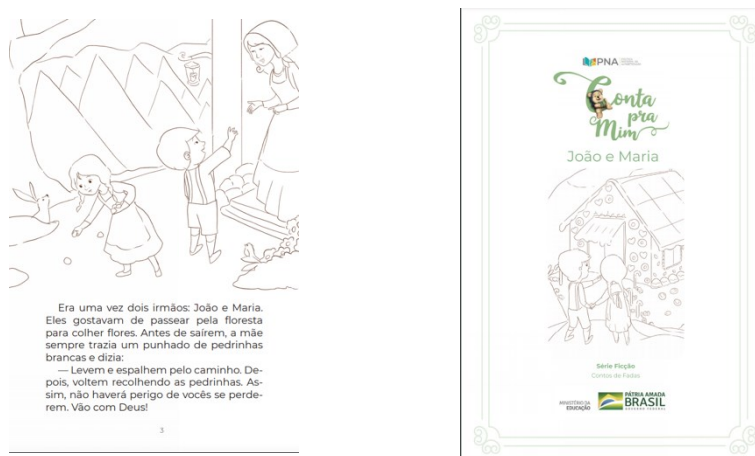 Era uma vez dois irmãos: João e Maria.
Eles gostavam de passear pela floresta
para colher flores. Antes de saírem, a mãe
sempre trazia um punhado de pedrinhas
brancas e dizia:
— Levem e espalhem pelo caminho. De-
pois, voltem recolhendo as pedrinhas. As-
sim, não haverá perigo de vocês se perde-
rem. Vão com Deus!
3
PNA
Conta
pra
Mim
João e Maria
Série Ficção
Contos de Fadas
MINISTÉRIO DA
EDUCAÇÃO
PÁTRIA AMADA
BRASIL
GOVERNO FEDERAL